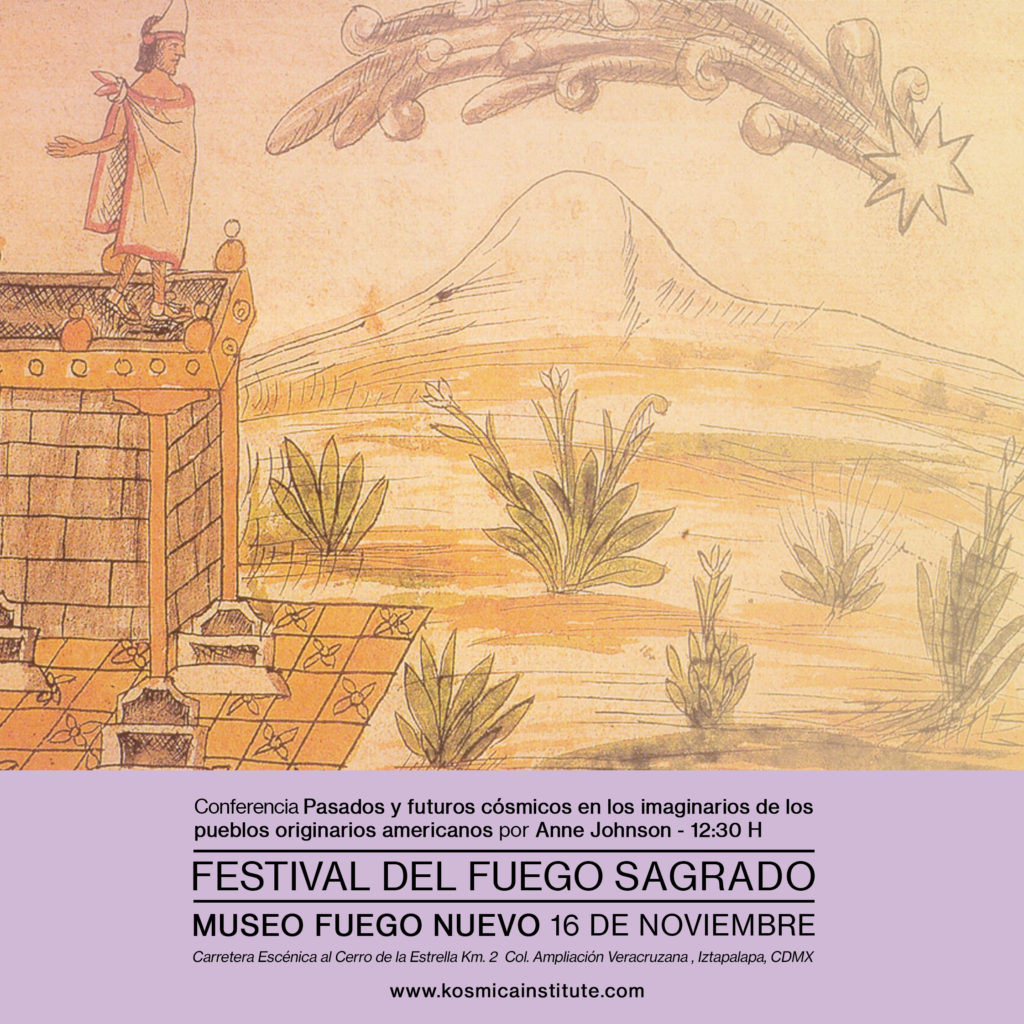 Conferencia Pasados y futuros cósmicos en los imaginarios de los
pueblos originarios americanos por Anne Johnson - 12:30 H
FESTIVAL DEL FUEGO SAGRADO
MUSEO FUEGO NUEVO 16 DE NOVIEMBRE
Carretera Escénica al Cerro de la Estrella Km. 2 Col. Ampliación Veracruzana , Iztapalapa, CDMX
www.kosmicainstitute.com